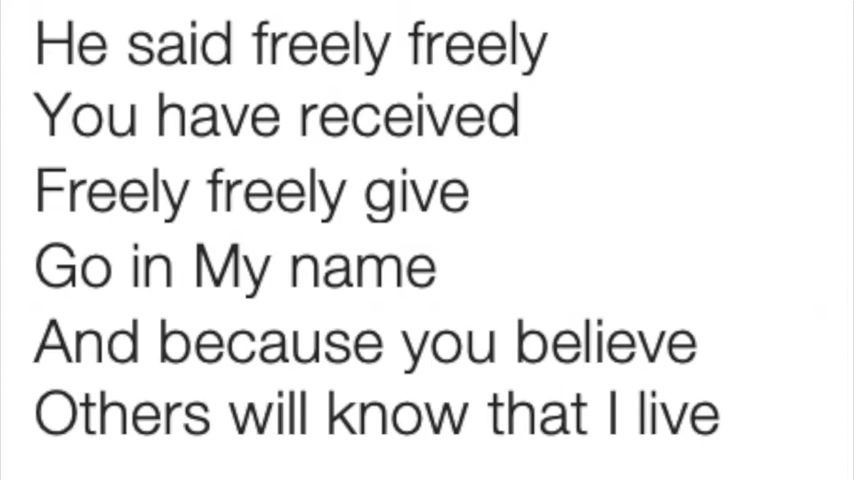 He said freely freely
You have received
Freely freely give
Go in My name
And because you believe
Others will know that I live